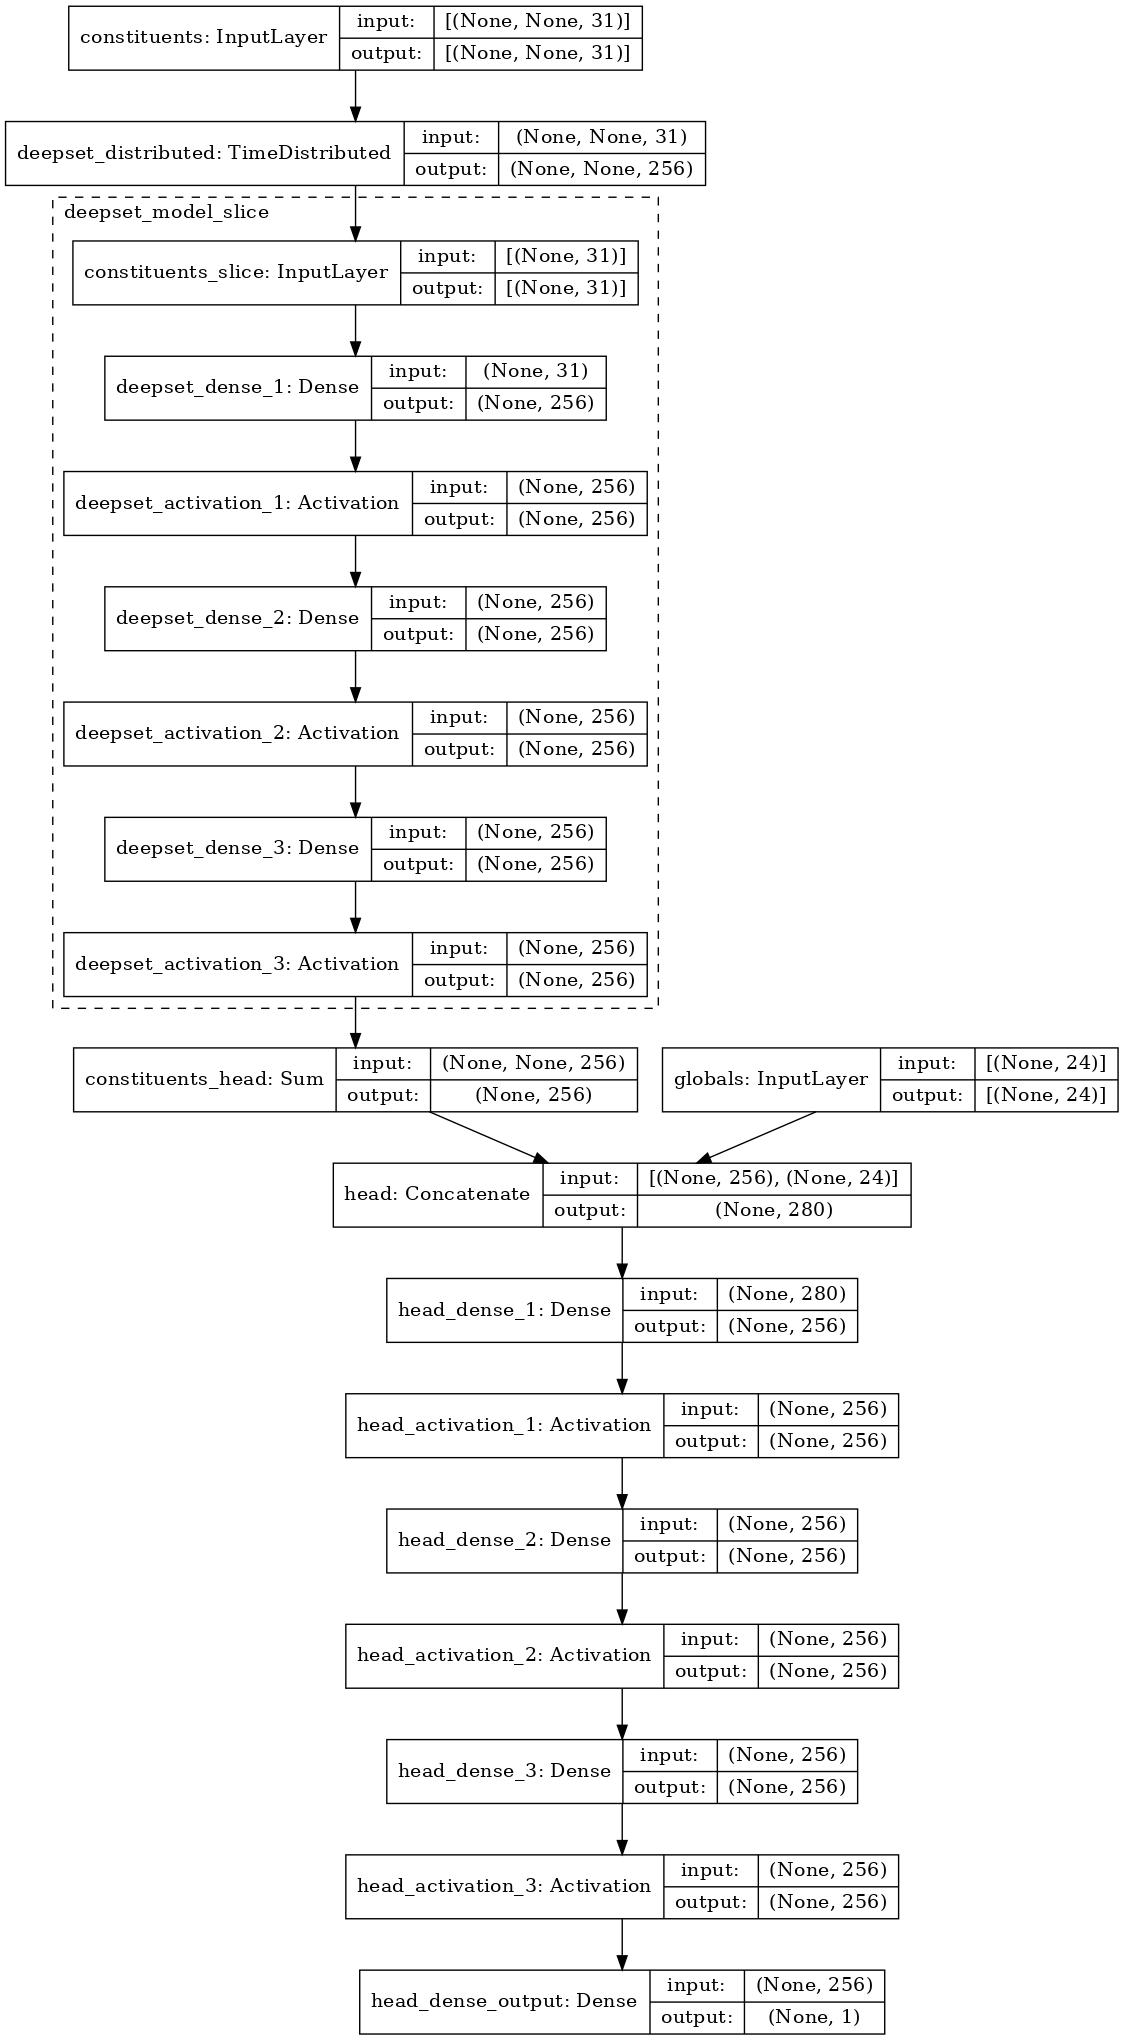 constituents: InputLayer
input: [(None, None, 31)]
output: [(None, None, 31)]
deepset_distributed: TimeDistributed
input: (None, None, 31)
output: (None, None, 256)
deepset_model_slice
constituents_slice: InputLayer
input: [(None, 31)]
output: [(None, 31)]
deepset_dense_1: Dense
input: (None, 31)
output: (None, 256)
deepset_activation_1: Activation
input: (None, 256)
output: (None, 256)
deepset_dense_2: Dense
input: (None, 256)
output: (None, 256)
deepset_activation_2: Activation
input: (None, 256)
output: (None, 256)
deepset_dense_3: Dense
input: (None, 256)
output: (None, 256)
deepset_activation_3: Activation
input: (None, 256)
output: (None, 256)
constituents_head: Sum
input: (None, None, 256)
output: (None, 256)
globals: InputLayer
input: [(None, 24)]
output: [(None, 24)]
head: Concatenate
input: [(None, 256), (None, 24)]
output: (None, 280)
head_dense_1: Dense
input: (None, 280)
output: (None, 256)
head_activation_1: Activation
input: (None, 256)
output: (None, 256)
head_dense_2: Dense
input: (None, 256)
output: (None, 256)
head_activation_2: Activation
input: (None, 256)
output: (None, 256)
head_dense_3: Dense
input: (None, 256)
output: (None, 256)
head_activation_3: Activation
input: (None, 256)
output: (None, 256)
head_dense_output: Dense
input: (None, 256)
output: (None, 1)